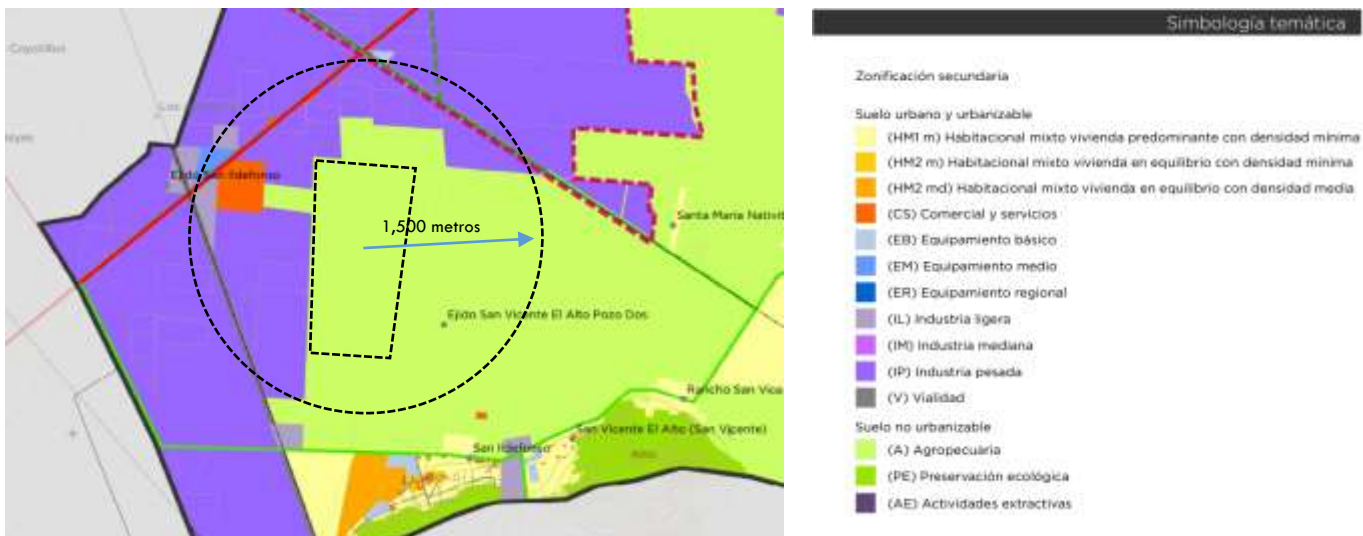 Coyotillos
Los
Ejido San Ildefonso
1,500 metros
Santa Maria Nativit
Ejido San Vicente El Alto Pozo Dos
Rancho San Vice
San Vicente El Alto (San Vicente)
San Ildefonso
Simbología temática
Zonificación secundaria
Suelo urbano y urbanizable
(HM1 m) Habitacional mixto vivienda predominante con densidad mínima
(HM2 m) Habitacional mixto vivienda en equilibrio con densidad mínima
(HM2 md) Habitacional mixto vivienda en equilibrio con densidad media
(CS) Comercial y servicios
(EB) Equipamiento básico
(EM) Equipamiento medio
(ER) Equipamiento regional
(IL) Industria ligera
(IM) Industria mediana
(IP) Industria pesada
(V) Vialidad
Suelo no urbanizable
(A) Agropecuaria
(PE) Preservación ecológica
(AE) Actividades extractivas